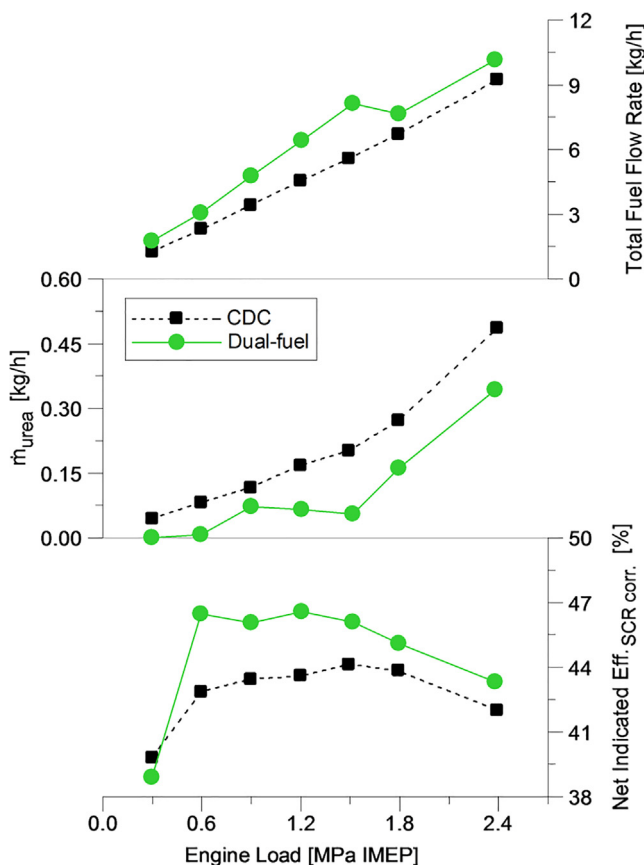 12
9
6
3
0
Total Fuel Flow Rate [kg/h]
0.60
0.45
0.30
0.15
0.00
ṁurea [kg/h]
CDC
Dual-fuel
50
47
44
41
38
Net Indicated Eff. SCR corr. [%]
0.0 0.6 1.2 1.8 2.4
Engine Load [MPa IMEP]